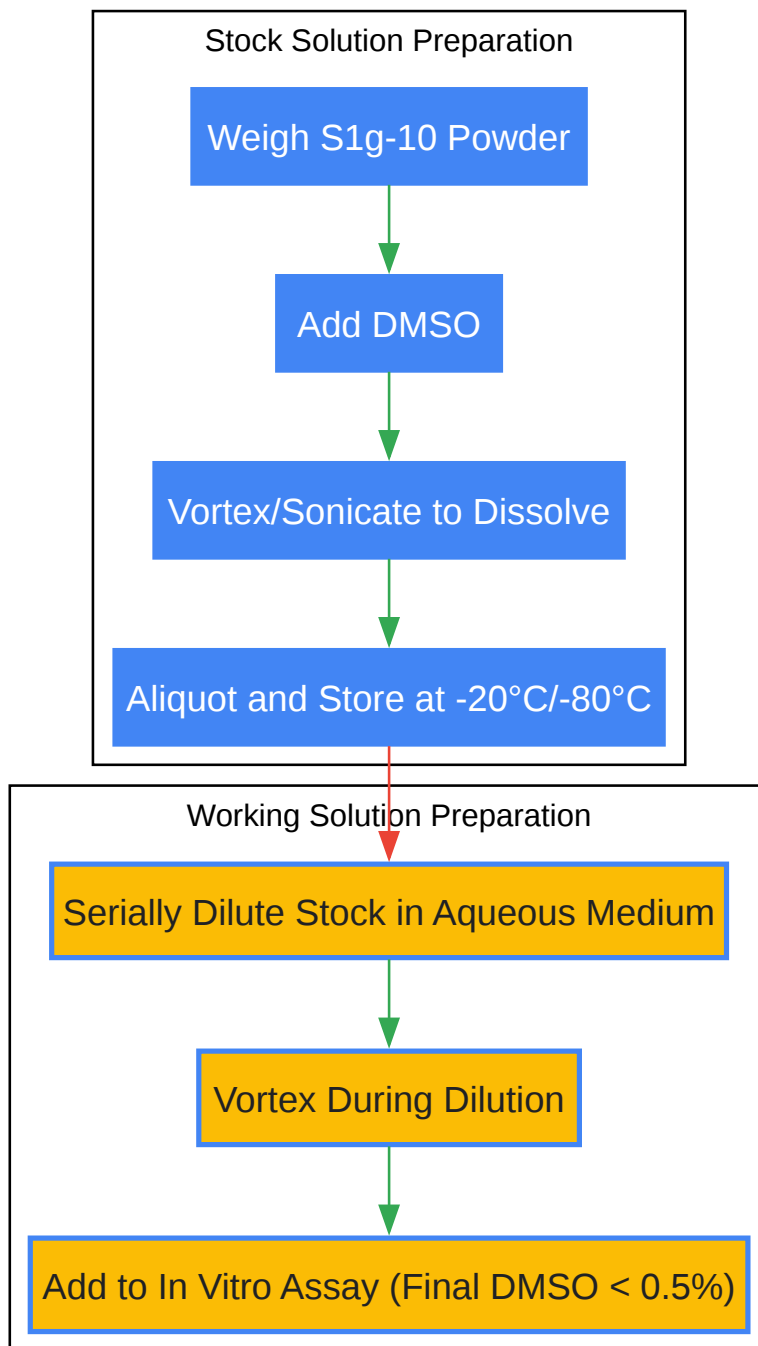 Stock Solution Preparation
Weigh S1g-10 Powder
Add DMSO
Vortex/Sonicate to Dissolve
Aliquot and Store at -20°C/-80°C
Working Solution Preparation
Serially Dilute Stock in Aqueous Medium
Vortex During Dilution
Add to In Vitro Assay (Final DMSO < 0.5%)